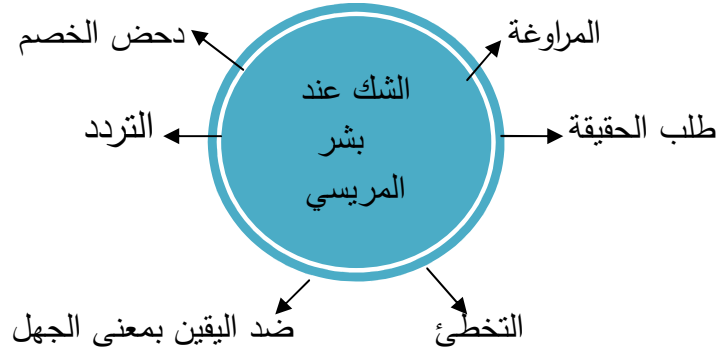 المراوغة
دحض الخصم
الشك عند
بشر
المريسي
طلب الحقيقة
التردد
التخطئ
ضد اليقين بمعنى الجهل